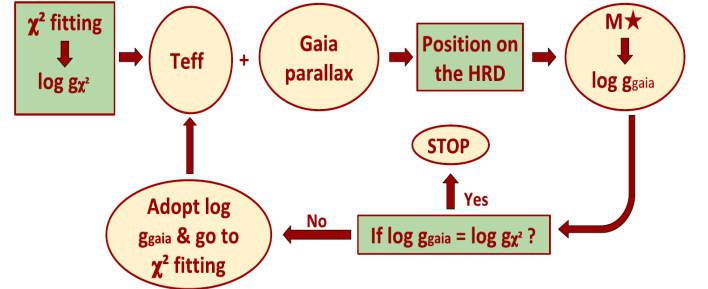 χ² fitting
log gχ²
Teff
+
Gaia
parallax
Position on
the HRD
M★
log ggaia
STOP
Yes
If log ggaia = log gχ² ?
No
Adopt log
ggaia & go to
χ² fitting